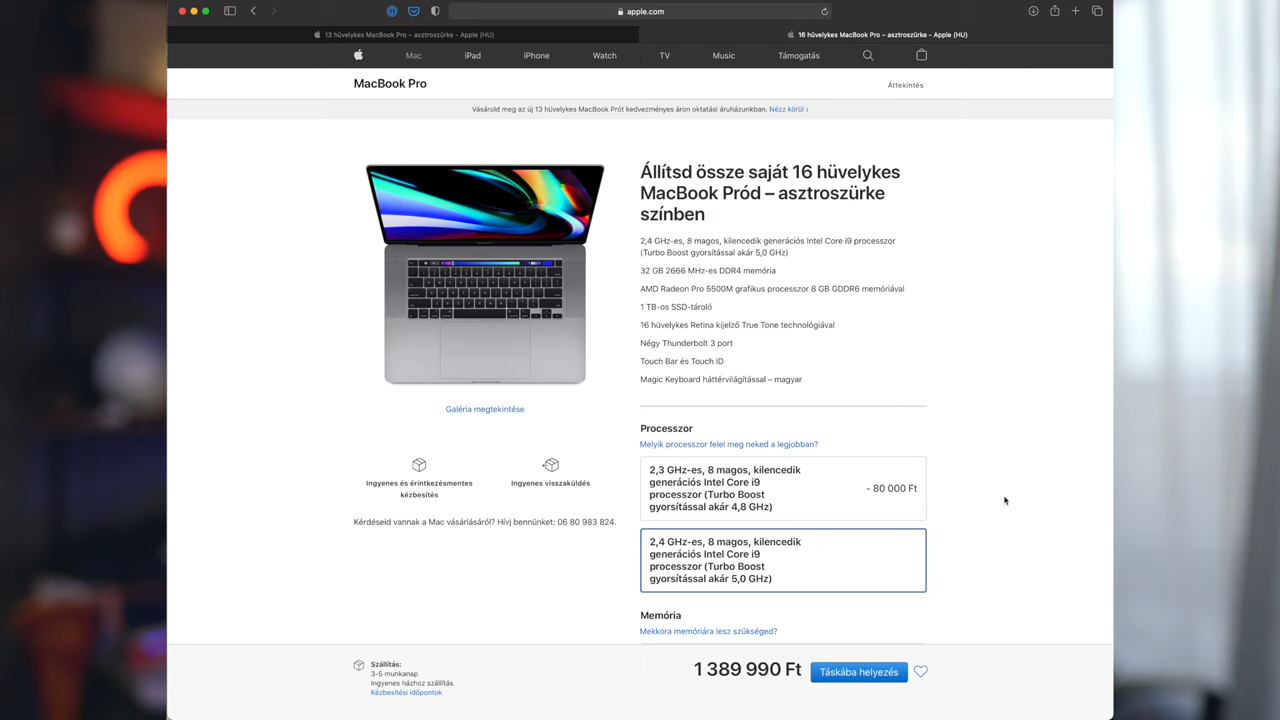 apple.com
13 hüvelykes MacBook Pro – asztroszürke - Apple (HU)
16 hüvelykes MacBook Pro – asztroszürke - Apple (HU)
Mac
iPad
iPhone
Watch
TV
Music
Támogatás
MacBook Pro
Áttekintés
Vásárold meg az új 13 hüvelykes MacBook Prót kedvezményes áron oktatási áruházunkban. Nézz körül ›
Állítsd össze saját 16 hüvelykes
MacBook Pród – asztroszürke
színben
2,4 GHz-es, 8 magos, kilencedik generációs Intel Core i9 processzor
(Turbo Boost gyorsítással akár 5,0 GHz)
32 GB 2666 MHz-es DDR4 memória
AMD Radeon Pro 5500M grafikus processzor 8 GB GDDR6 memóriával
1 TB-os SSD-tároló
16 hüvelykes Retina kijelző True Tone technológiával
Négy Thunderbolt 3 port
Touch Bar és Touch ID
Magic Keyboard háttérvilágítással – magyar
Galéria megtekintése
Ingyenes és érintkezésmentes
kézbesítés
Ingyenes visszaküldés
Kérdéseid vannak a Mac vásárlásáról? Hívj bennünket: 06 80 983 824.
Processzor
Melyik processzor felel meg neked a legjobban?
2,3 GHz-es, 8 magos, kilencedik
generációs Intel Core i9
processzor (Turbo Boost
gyorsítással akár 4,8 GHz)
- 80 000 Ft
2,4 GHz-es, 8 magos, kilencedik
generációs Intel Core i9
processzor (Turbo Boost
gyorsítással akár 5,0 GHz)
Memória
Mekkora memóriára lesz szükséged?
Szállítás:
3-5 munkanap
Ingyenes házhoz szállítás
Kézbesítési időpontok
1 389 990 Ft
Táskába helyezés